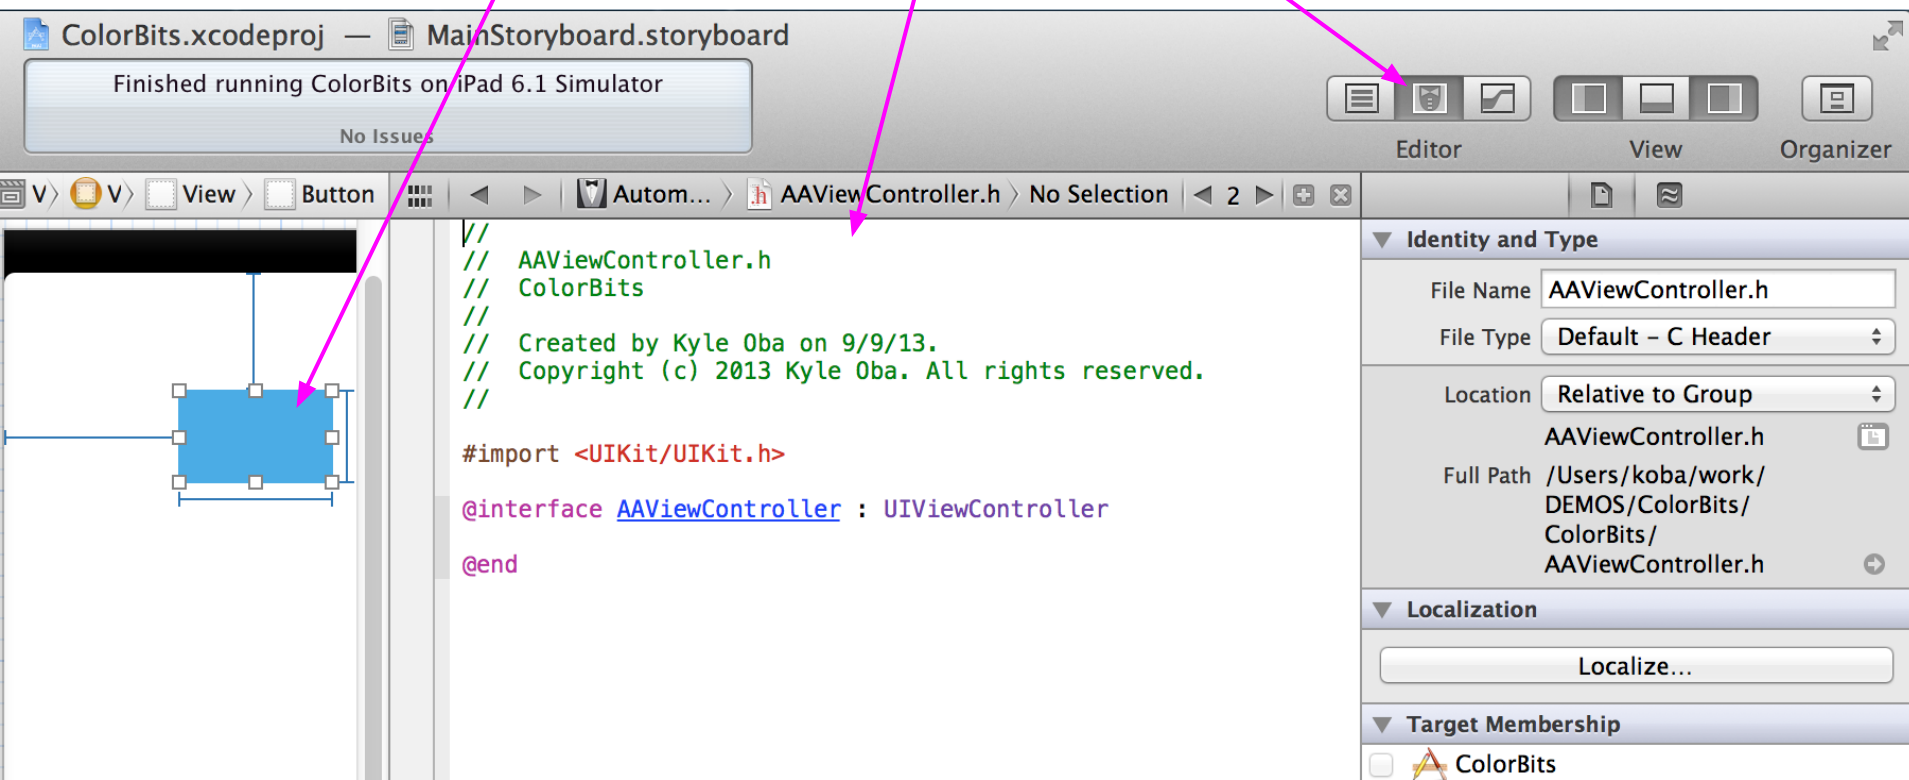 ColorBits.xcodeproj — MainStoryboard.storyboard
Finished running ColorBits on iPad 6.1 Simulator
No Issues
Editor View Organizer
V V View Button
Autom... AAViewController.h No Selection 2
//
// AAViewController.h
// ColorBits
//
// Created by Kyle Oba on 9/9/13.
// Copyright (c) 2013 Kyle Oba. All rights reserved.
//
#import <UIKit/UIKit.h>
@interface AAViewController : UIViewController
@end
Identity and Type
File Name AAViewController.h
File Type Default – C Header
Location Relative to Group
AAViewController.h
Full Path /Users/koba/work/
DEMOS/ColorBits/
ColorBits/
AAViewController.h
Localization
Localize...
Target Membership
ColorBits